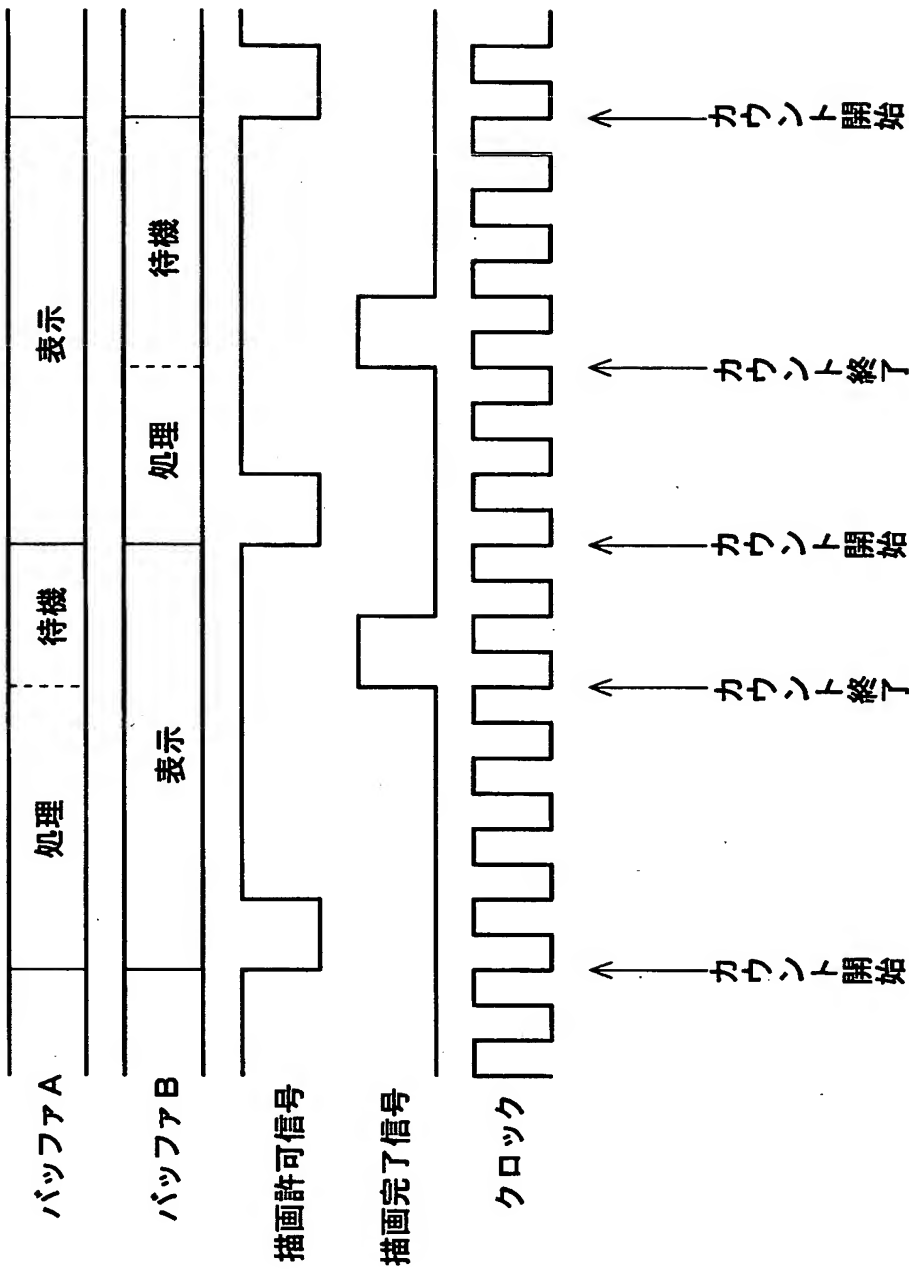 バッファA
処理
待機
表示
バッファB
表示
処理
待機
描画許可信号
描画完了信号
クロック
カウント開始
カウント終了
カウント開始
カウント終了
カウント開始